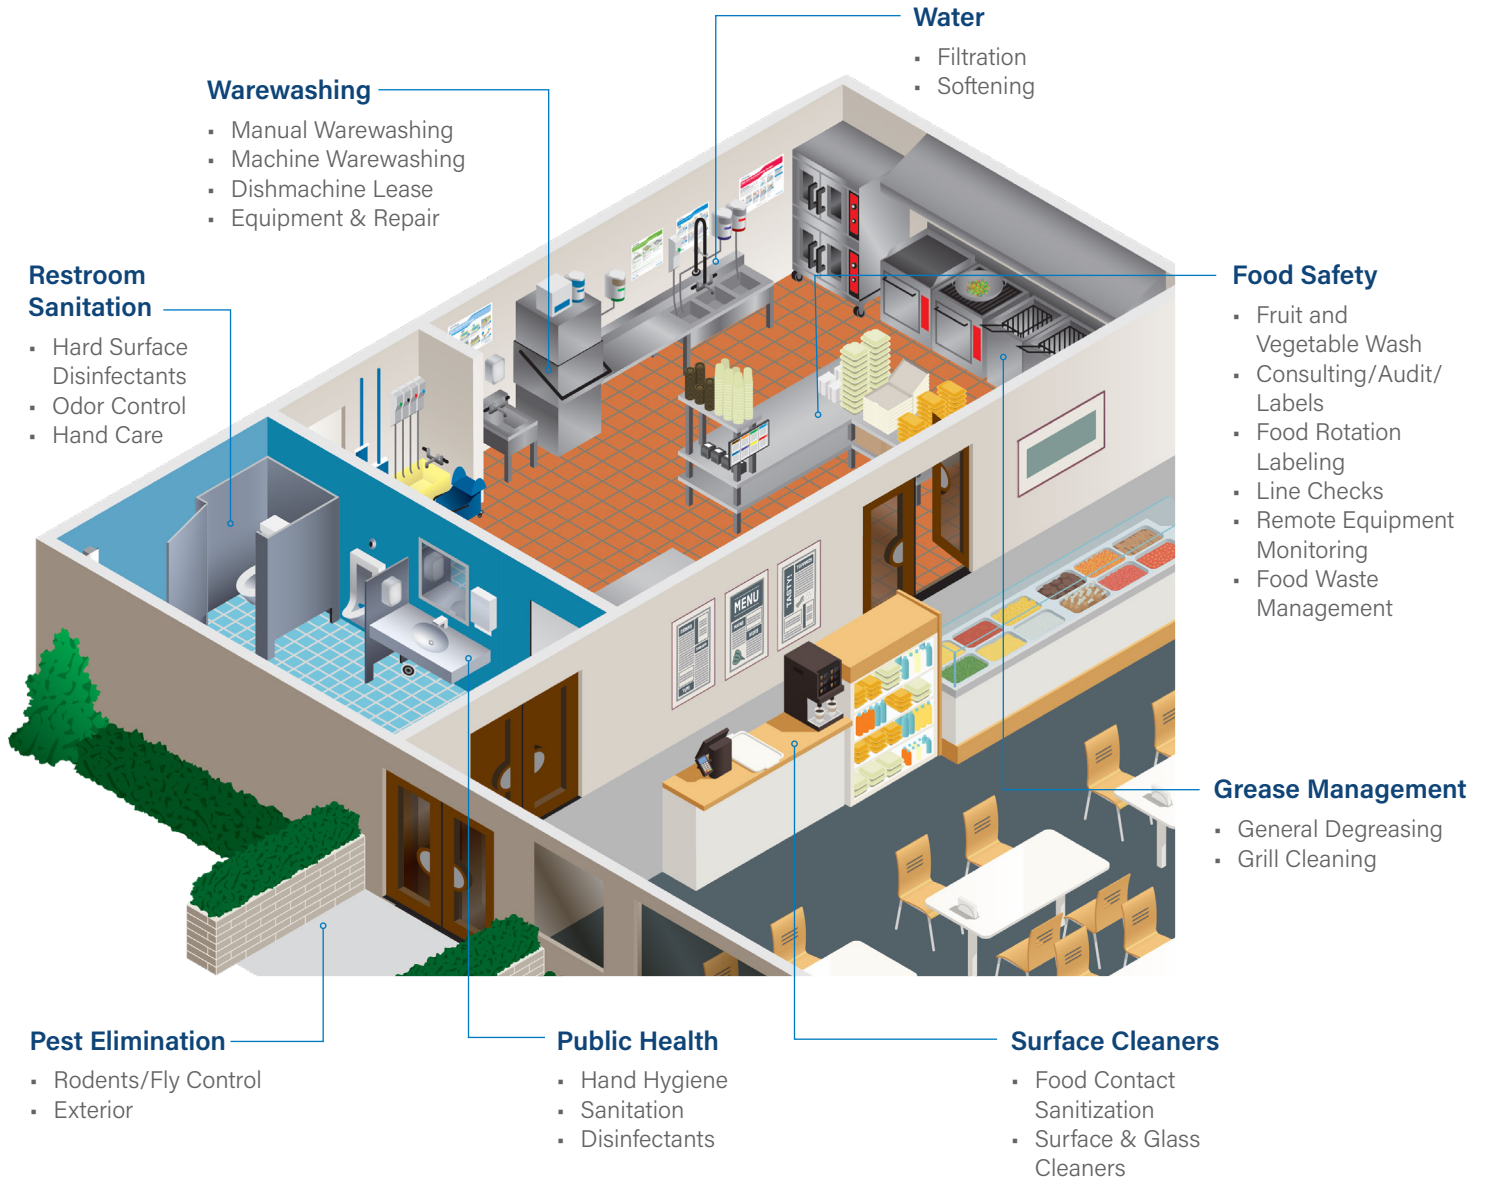 Water
Filtration
Softening
Warewashing
Manual Warewashing
Machine Warewashing
Dishmachine Lease
Equipment & Repair
Restroom
Sanitation
Hard Surface
Disinfectants
Odor Control
Hand Care
Food Safety
Fruit and
Vegetable Wash
Consulting/Audit/
Labels
Food Rotation
Labeling
Line Checks
Remote Equipment
Monitoring
Food Waste
Management
MENU
TASTY!
Grease Management
General Degreasing
Grill Cleaning
Pest Elimination
Rodents/Fly Control
Exterior
Public Health
Hand Hygiene
Sanitation
Disinfectants
Surface Cleaners
Food Contact
Sanitization
Surface & Glass
Cleaners